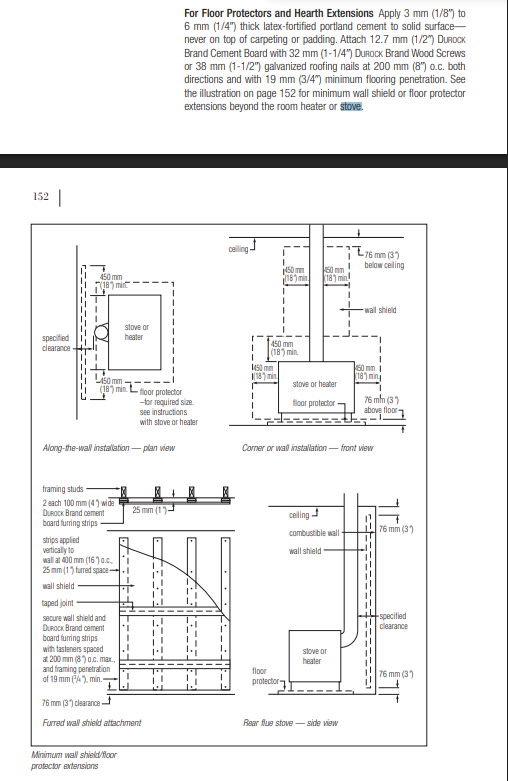 For Floor Protectors and Hearth Extensions Apply 3 mm (1/8") to
6 mm (1/4") thick latex-fortified portland cement to solid surface—
never on top of carpeting or padding. Attach 12.7 mm (1/2") DUROCK
Brand Cement Board with 32 mm (1-1/4") DUROCK Brand Wood Screws
or 38 mm (1-1/2") galvanized roofing nails at 200 mm (8") o.c. both
directions and with 19 mm (3/4") minimum flooring penetration. See
the illustration on page 152 for minimum wall shield or floor protector
extensions beyond the room heater or stove.
152
450 mm
(18") min.
stove or
heater
specified
clearance
450 mm
(18") min.
floor protector
–for required size.
see instructions
with stove or heater
Along-the-wall installation — plan view
ceiling
76 mm (3")
below ceiling
450 mm
(18") min.
450 mm
(18") min.
wall shield
450 mm
(18") min.
450 mm
(18") min.
450 mm
(18") min.
stove or heater
floor protector
76 mm (3")
above floor
Corner or wall installation — front view
framing studs
2 each 100 mm (4") wide
DUROCK Brand cement
board furring strips
25 mm (1")
strips applied
vertically to
wall at 400 mm (16") o.c.,
25 mm (1") furred space
wall shield
taped joint
secure wall shield and
DUROCK Brand cement
board furring strips
with fasteners spaced
at 200 mm (8") o.c. max.,
and framing penetration
of 19 mm (3/4"), min.
76 mm (3") clearance
Furred wall shield attachment
ceiling
76 mm (3")
combustible wall
wall shield
specified
clearance
stove or
heater
floor
protector
76 mm (3")
Rear flue stove — side view
Minimum wall shield/floor
protector extensions